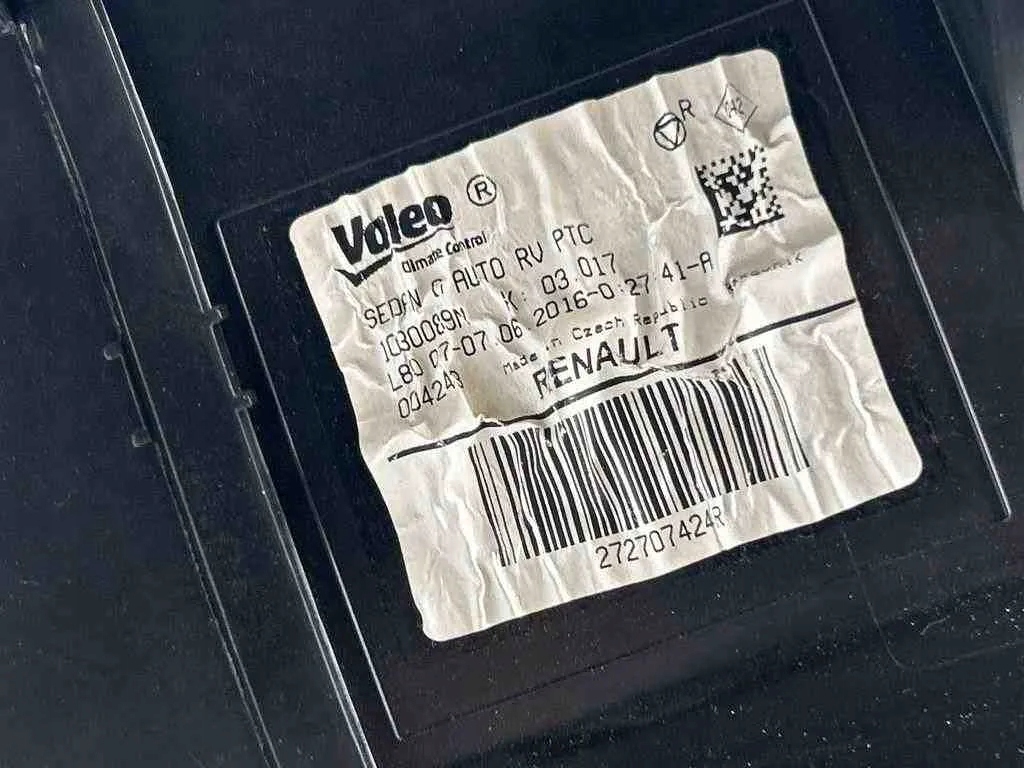 Valeo ®
Climate Control
R
SEDAN G AUTO RV PTC
1030089N K: 03.017
L80 07-07.06.2016-0 27 41-A
004243 Made in Czech Republic
RENAULT
272707424R